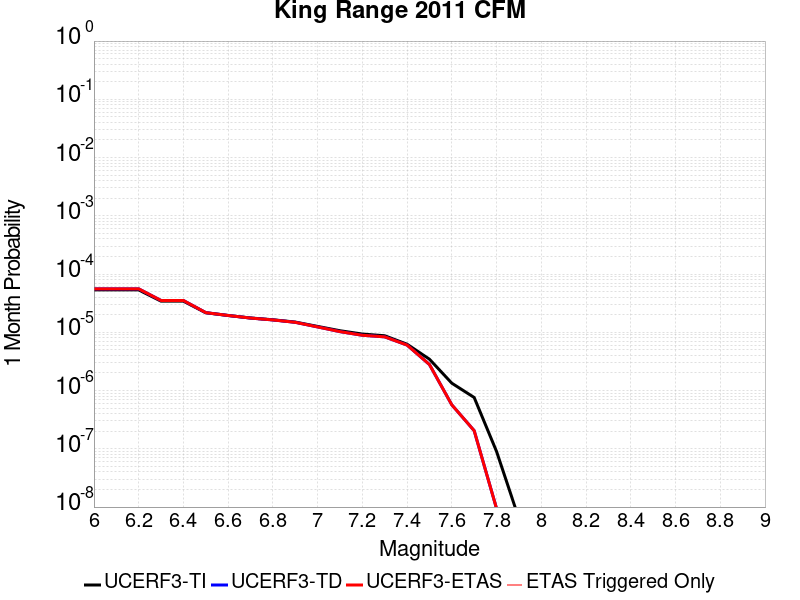 King Range 2011 CFM
10^0
10^-1
10^-2
10^-3
10^-4
10^-5
10^-6
10^-7
10^-8
1 Month Probability
6 6.2 6.4 6.6 6.8 7 7.2 7.4 7.6 7.8 8 8.2 8.4 8.6 8.8 9
Magnitude
UCERF3-TI UCERF3-TD UCERF3-ETAS ETAS Triggered Only